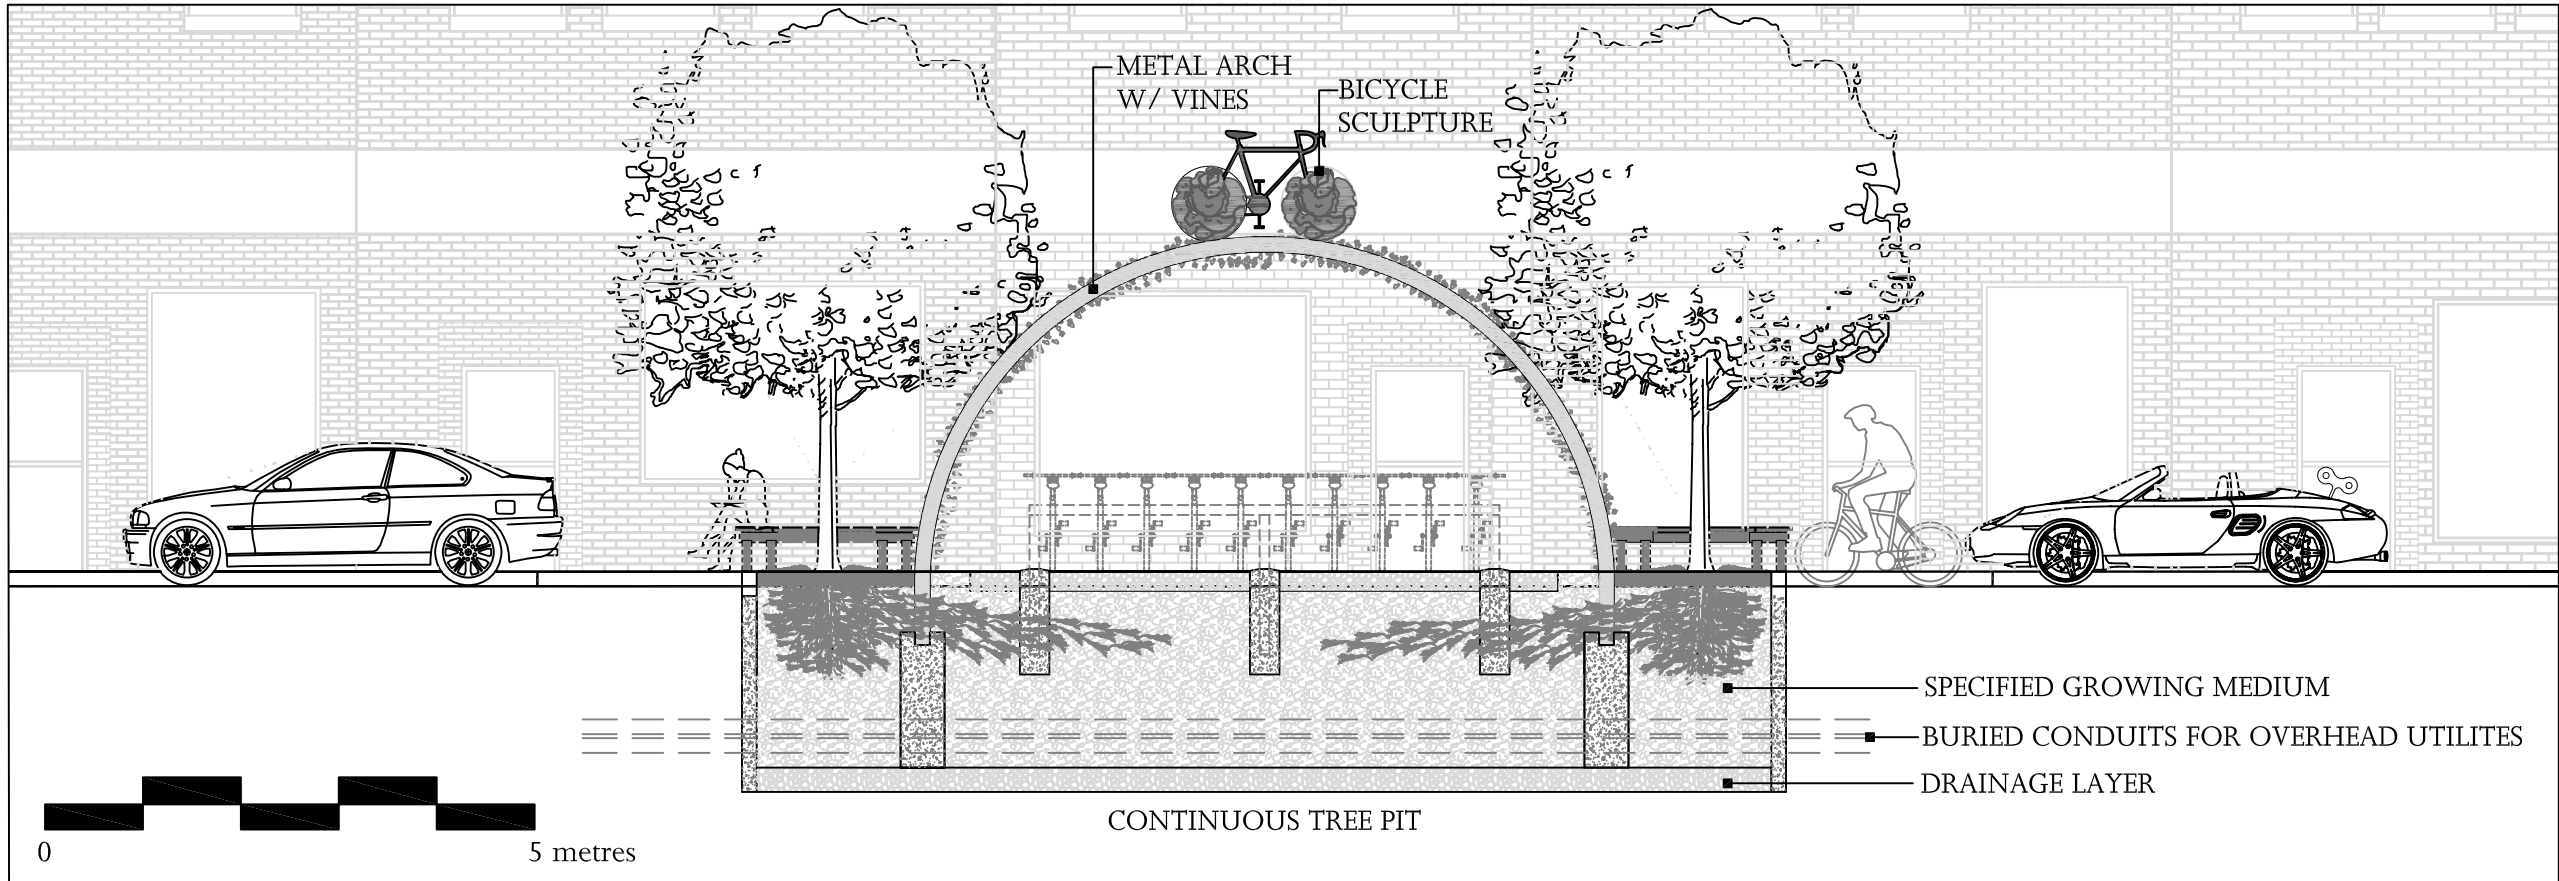 METAL ARCH
W/ VINES
BICYCLE
SCULPTURE
SPECIFIED GROWING MEDIUM
BURIED CONDUITS FOR OVERHEAD UTILITES
DRAINAGE LAYER
CONTINUOUS TREE PIT
0
5 metres